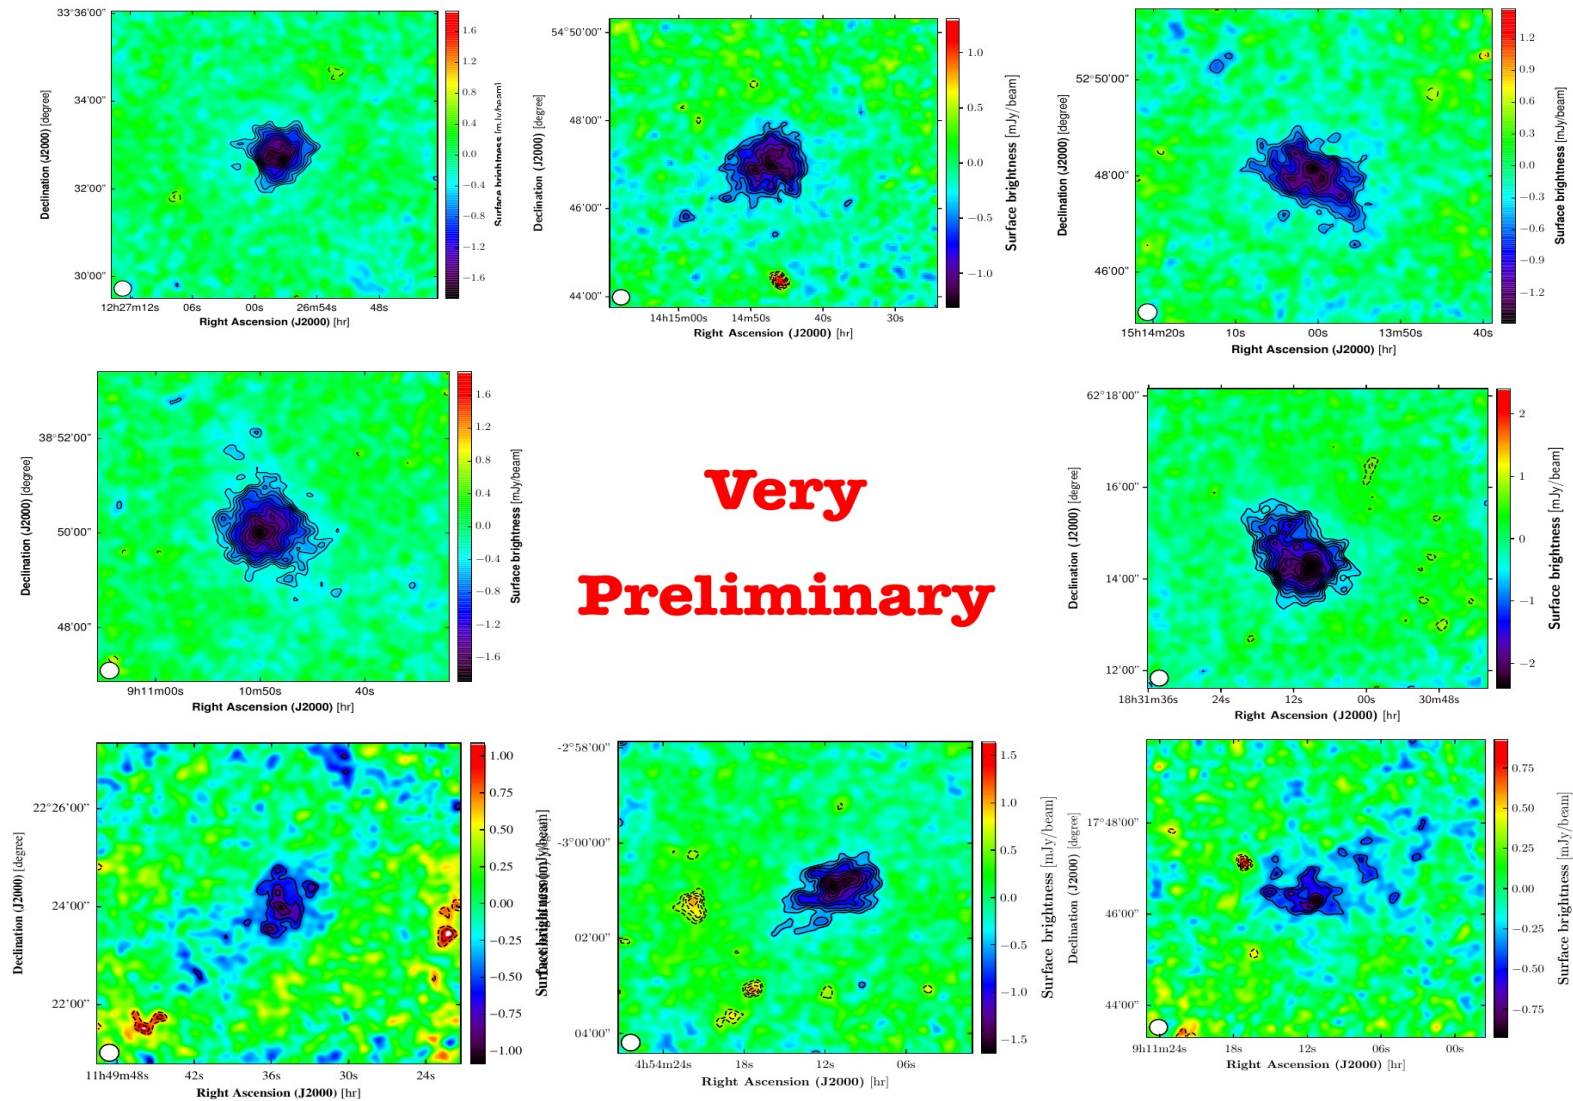 33°36'00"
34'00"
32'00"
30'00"
12h27m12s 06s 00s 26m54s 48s
Right Ascension (J2000) [hr]
Declination (J2000) [degree]
1.6
1.2
0.8
0.4
0.0
−0.4
−0.8
−1.2
−1.6
Surface brightness [mJy/beam]
54°50'00"
48'00"
46'00"
44'00"
14h15m00s 14m50s 40s 30s
Right Ascension (J2000) [hr]
Declination (J2000) [degree]
1.0
0.5
0.0
−0.5
−1.0
Surface brightness [mJy/beam]
52°50'00"
48'00"
46'00"
15h14m20s 10s 00s 13m50s 40s
Right Ascension (J2000) [hr]
Declination (J2000) [degree]
1.2
0.9
0.6
0.3
0.0
−0.3
−0.6
−0.9
−1.2
Surface brightness [mJy/beam]
38°52'00"
50'00"
48'00"
9h11m00s 10m50s 40s
Right Ascension (J2000) [hr]
Declination (J2000) [degree]
1.6
1.2
0.8
0.4
0.0
−0.4
−0.8
−1.2
−1.6
Surface brightness [mJy/beam]
Very
Preliminary
62°18'00"
16'00"
14'00"
12'00"
18h31m36s 24s 12s 00s 30m48s
Right Ascension (J2000) [hr]
Declination (J2000) [degree]
2
1
0
−1
−2
Surface brightness [mJy/beam]
22°26'00"
24'00"
22'00"
11h49m48s 42s 36s 30s 24s
Right Ascension (J2000) [hr]
Declination (J2000) [degree]
1.00
0.75
0.50
0.25
0.00
−0.25
−0.50
−0.75
−1.00
Surface brightness [mJy/beam]
-2°58'00"
-3°00'00"
02'00"
04'00"
4h54m24s 18s 12s 06s
Right Ascension (J2000) [hr]
1.5
1.0
0.5
0.0
−0.5
−1.0
−1.5
Surface brightness [mJy/beam]
17°48'00"
46'00"
44'00"
9h11m24s 18s 12s 06s 00s
Right Ascension (J2000) [hr]
Declination (J2000) [degree]
0.75
0.50
0.25
0.00
−0.25
−0.50
−0.75
Surface brightness [mJy/beam]